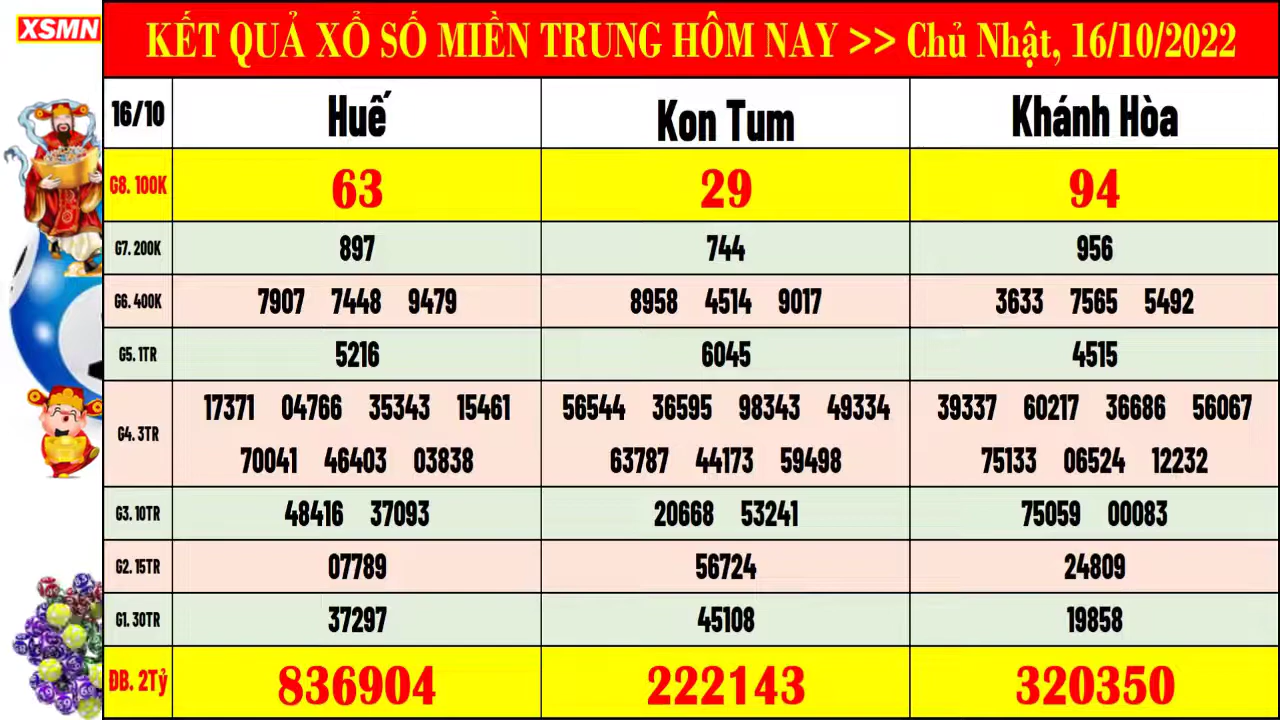 XSMN
KẾT QUẢ XỔ SỐ MIỀN TRUNG HÔM NAY >> Chủ Nhật, 16/10/2022
16/10 Huế Kon Tum Khánh Hòa
G8. 100K 63 29 94
G7. 200K 897 744 956
G6. 400K 7907 7448 9479 8958 4514 9017 3633 7565 5492
G5. 1TR 5216 6045 4515
G4. 3TR 17371 04766 35343 15461 56544 36595 98343 49334 39337 60217 36686 56067
70041 46403 03838 63787 44173 59498 75133 06524 12232
G3. 10TR 48416 37093 20668 53241 75059 00083
G2. 15TR 07789 56724 24809
G1. 30TR 37297 45108 19858
ĐB. 2Tỷ 836904 222143 320350